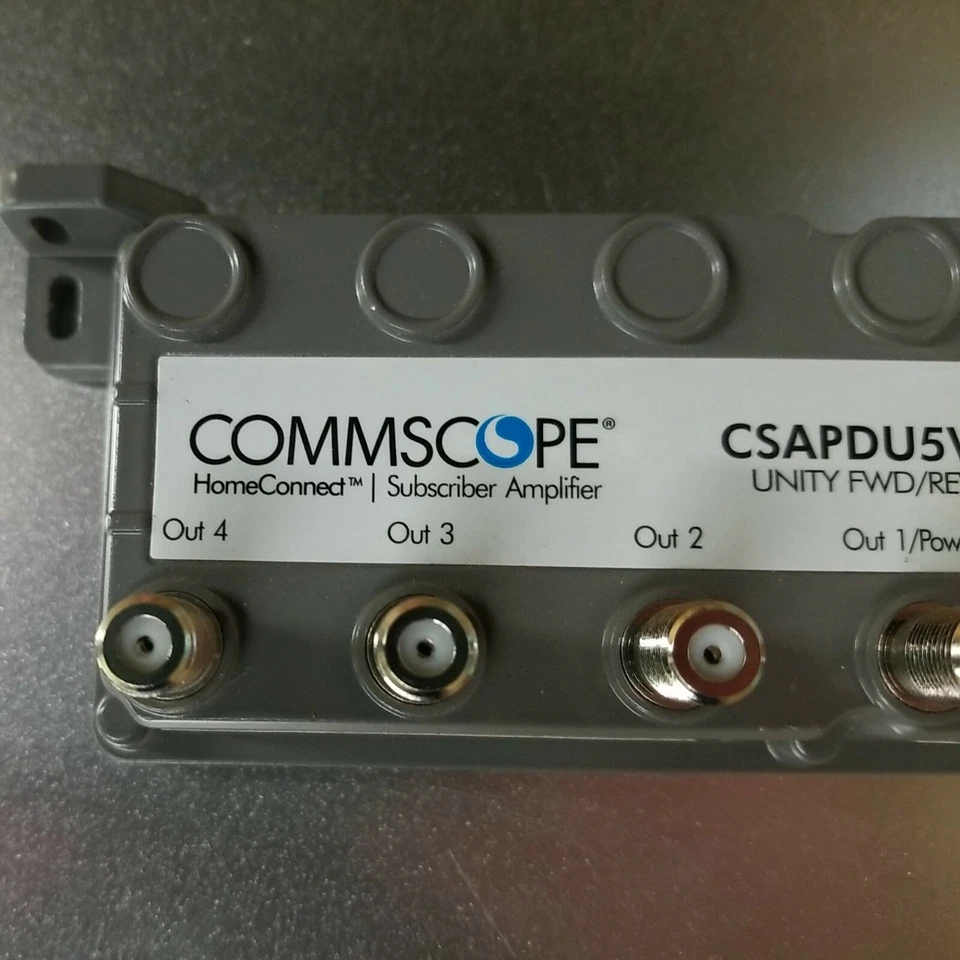 COMMSCOPE®
HomeConnect™ | Subscriber Amplifier
CSAPDU5V
UNITY FWD/RE
Out 4
Out 3
Out 2
Out 1/Pow